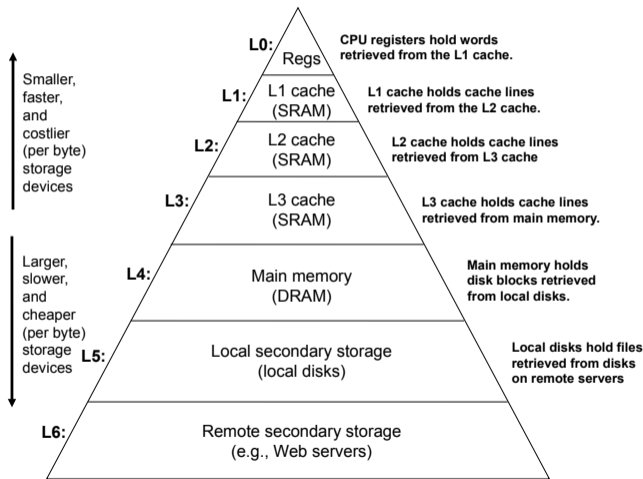 L0:
Regs
CPU registers hold words
retrieved from the L1 cache.
Smaller,
faster,
and
costlier
(per byte)
storage
devices
L1:
L1 cache
(SRAM)
L1 cache holds cache lines
retrieved from the L2 cache.
L2:
L2 cache
(SRAM)
L2 cache holds cache lines
retrieved from L3 cache
L3:
L3 cache
(SRAM)
L3 cache holds cache lines
retrieved from main memory.
Larger,
slower,
and
cheaper
(per byte)
storage
devices
L4:
Main memory
(DRAM)
Main memory holds
disk blocks retrieved
from local disks.
L5:
Local secondary storage
(local disks)
Local disks hold files
retrieved from disks
on remote servers
L6:
Remote secondary storage
(e.g., Web servers)